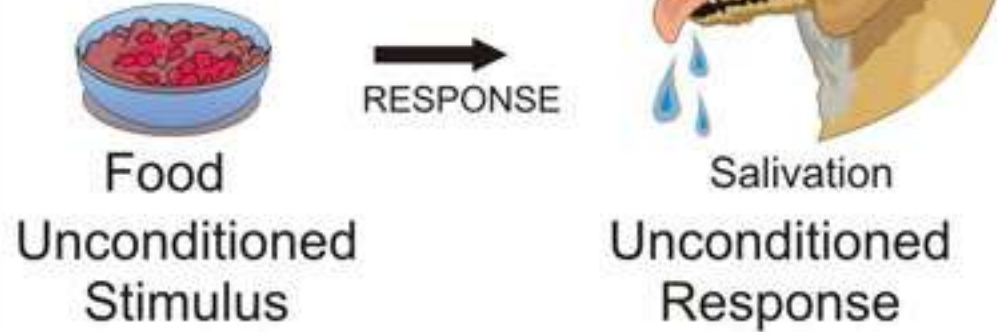 RESPONSE
Food
Salivation
Unconditioned
Stimulus
Unconditioned
Response